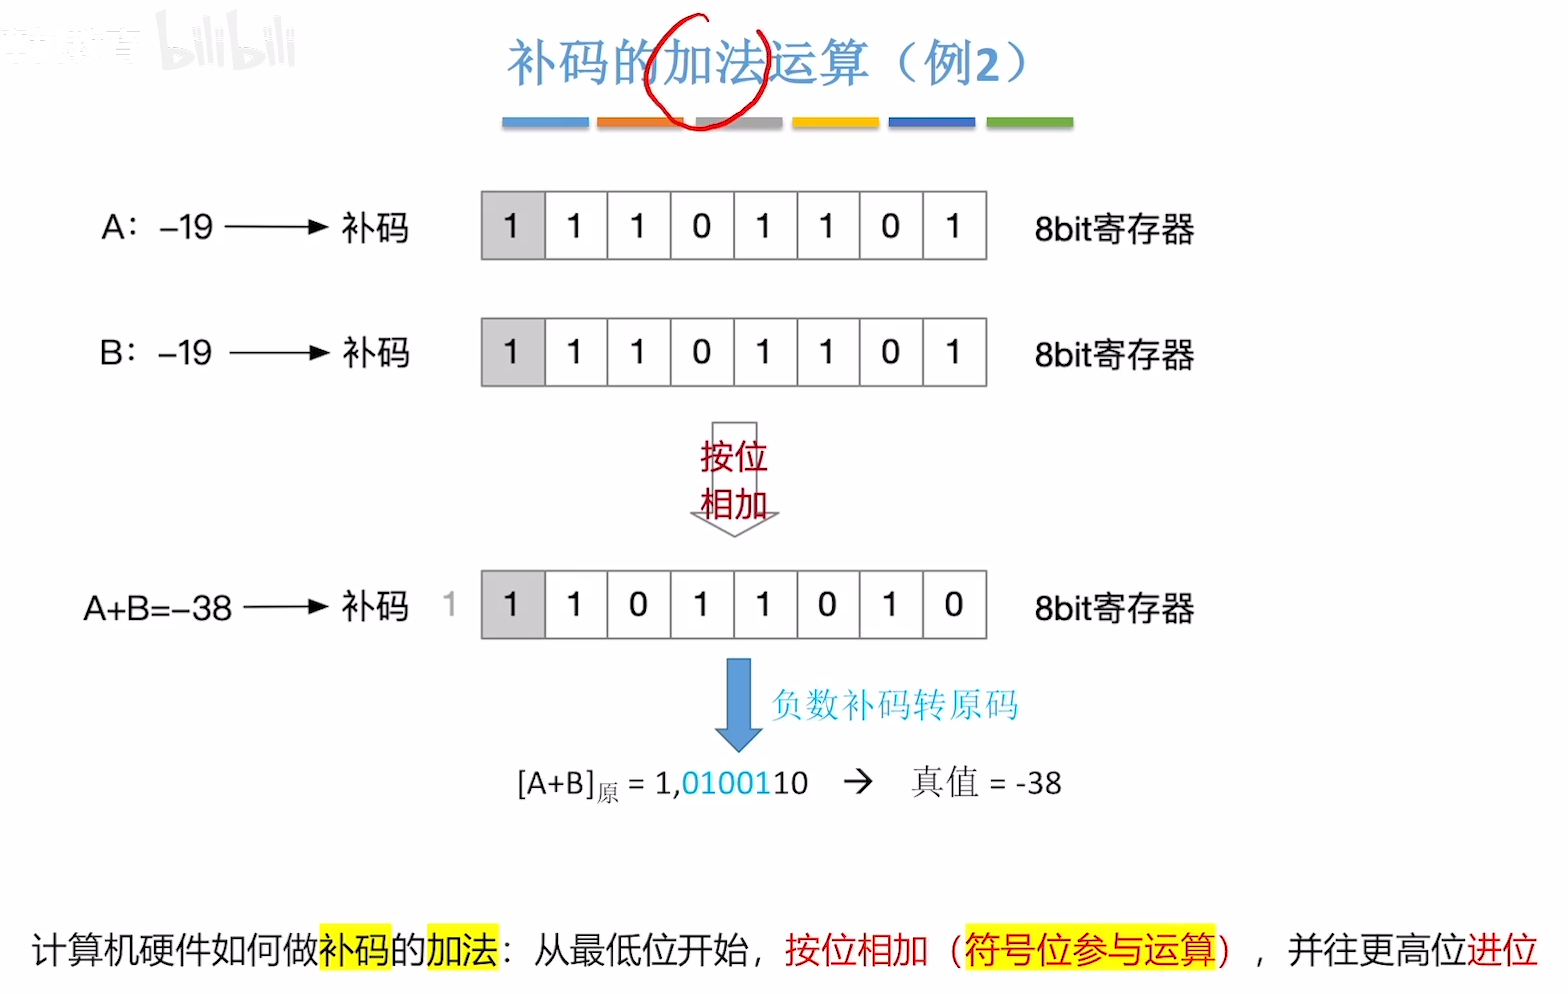 bilibili
补码的加法运算（例2）
A：–19 补码 1 1 1 0 1 1 0 1 8bit寄存器
B：–19 补码 1 1 1 0 1 1 0 1 8bit寄存器
按位
相加
A+B=–38 补码 1 1 1 0 1 1 0 1 0 8bit寄存器
负数补码转原码
[A+B]原 = 1,0100110 → 真值 = -38
计算机硬件如何做补码的加法：从最低位开始，按位相加（符号位参与运算），并往更高位进位